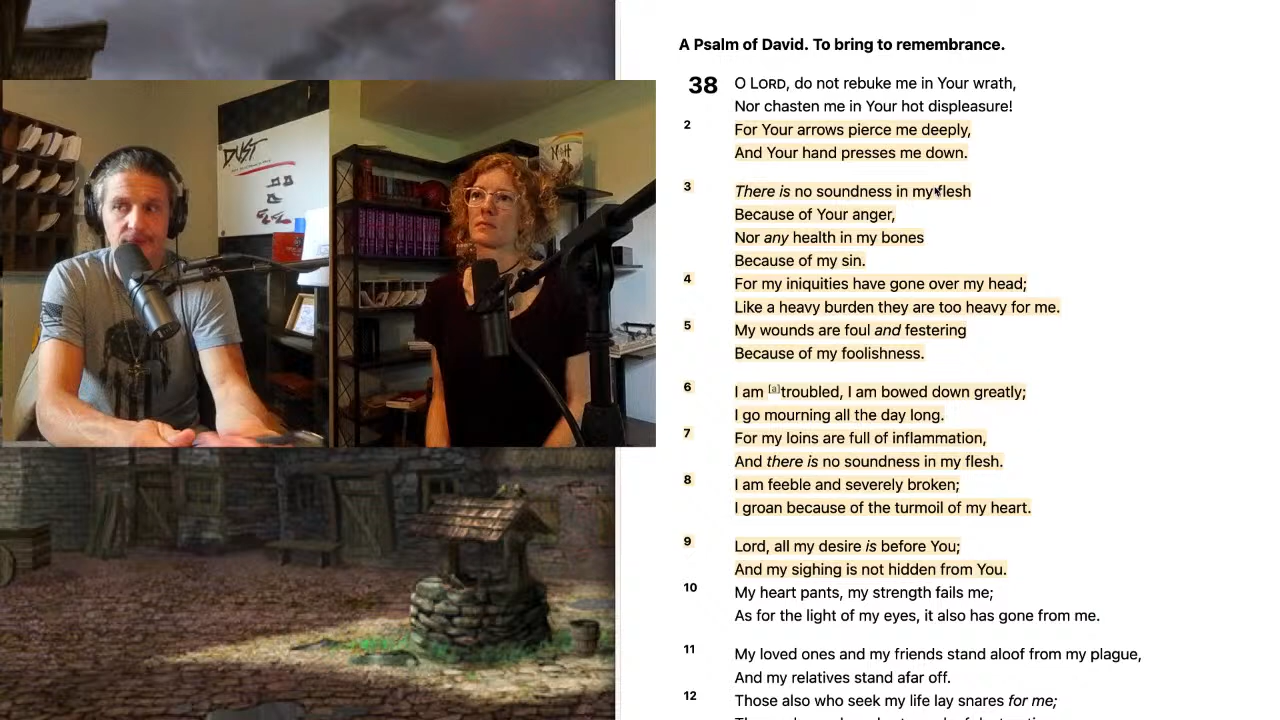 A Psalm of David. To bring to remembrance.
38 O LORD, do not rebuke me in Your wrath,
Nor chasten me in Your hot displeasure!
2 For Your arrows pierce me deeply,
And Your hand presses me down.
3 There is no soundness in my flesh
Because of Your anger,
Nor any health in my bones
Because of my sin.
4 For my iniquities have gone over my head;
Like a heavy burden they are too heavy for me.
5 My wounds are foul and festering
Because of my foolishness.
6 I am [a]troubled, I am bowed down greatly;
I go mourning all the day long.
7 For my loins are full of inflammation,
And there is no soundness in my flesh.
8 I am feeble and severely broken;
I groan because of the turmoil of my heart.
9 Lord, all my desire is before You;
And my sighing is not hidden from You.
10 My heart pants, my strength fails me;
As for the light of my eyes, it also has gone from me.
11 My loved ones and my friends stand aloof from my plague,
And my relatives stand afar off.
12 Those also who seek my life lay snares for me;
DUST